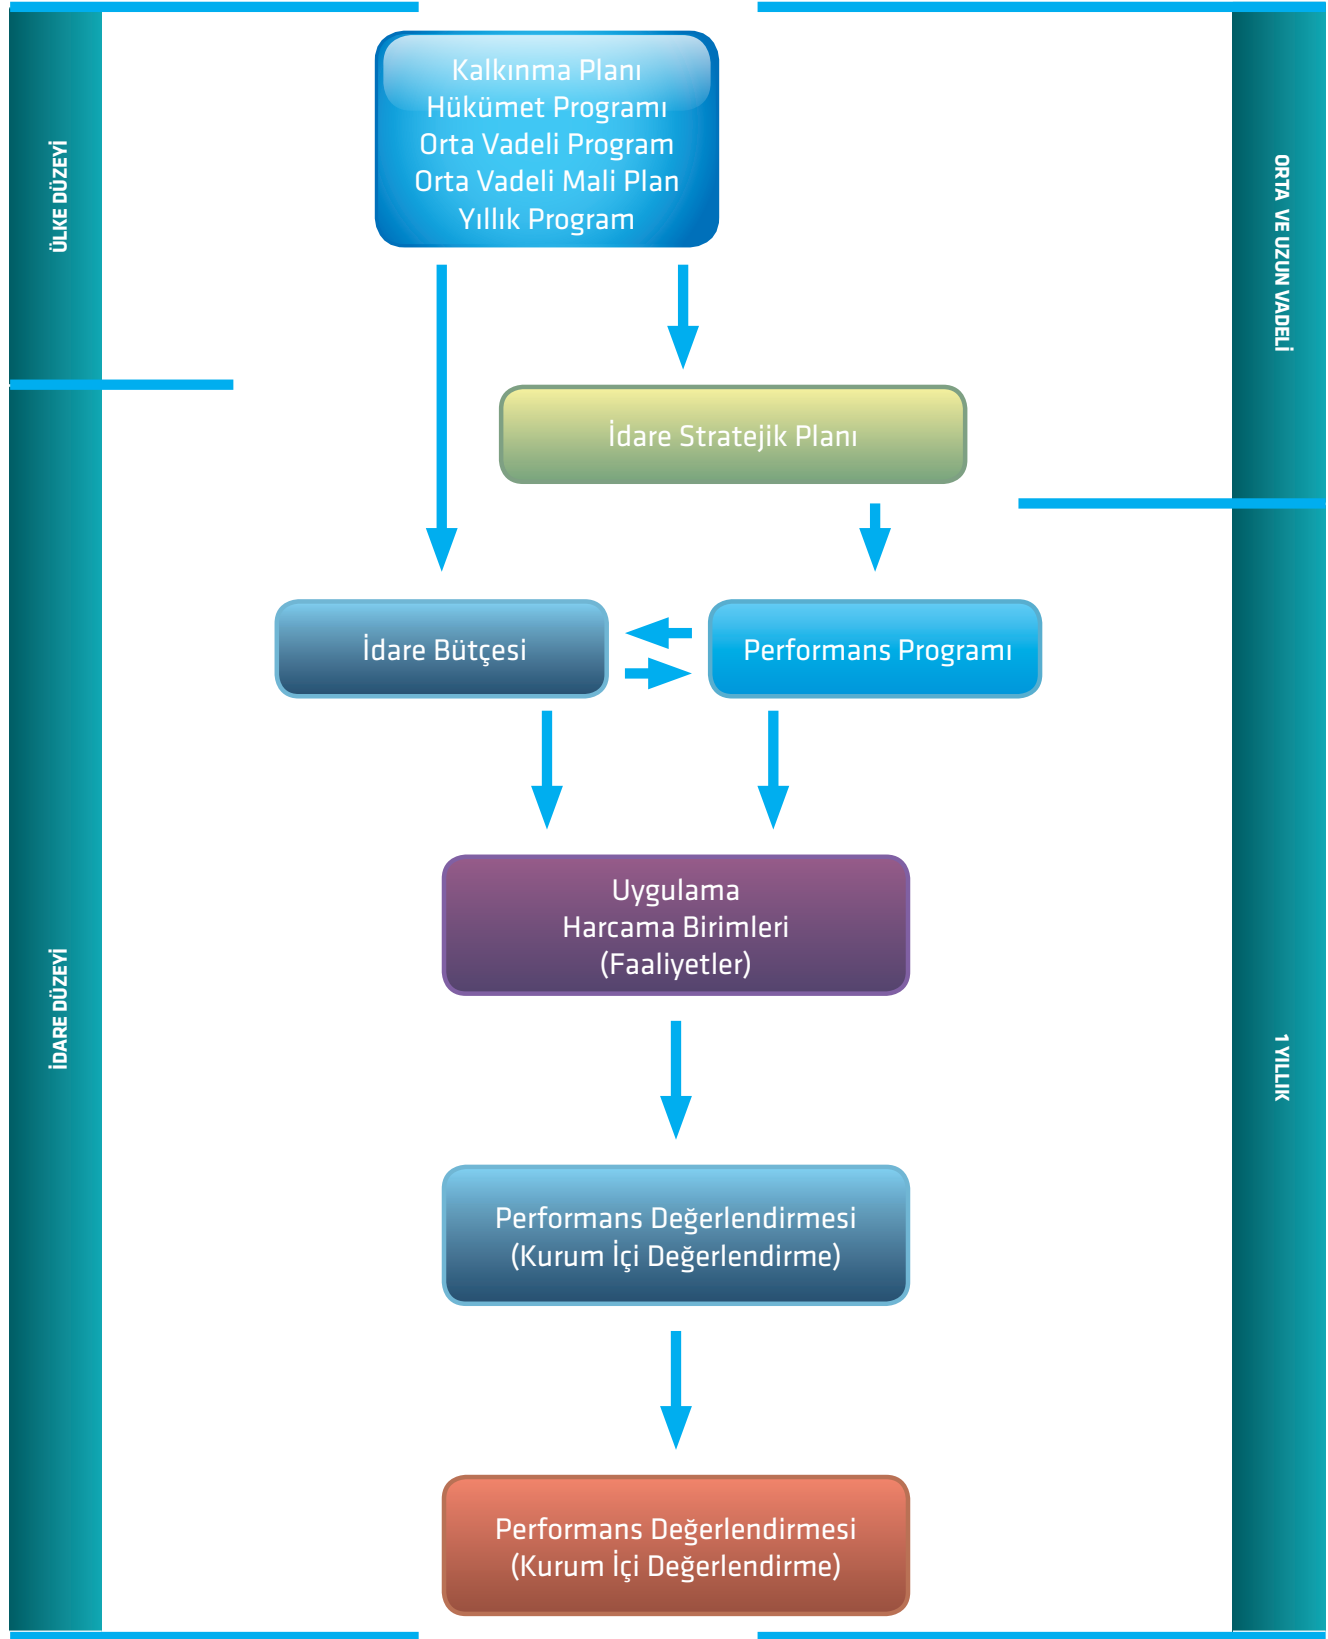 ÜLKE DÜZEYİ
ORTA VE UZUN VADELİ
Kalkınma Planı
Hükümet Programı
Orta Vadeli Program
Orta Vadeli Mali Plan
Yıllık Program
İdare Stratejik Planı
İdare Bütçesi
Performans Programı
Uygulama
Harcama Birimleri
(Faaliyetler)
İDARE DÜZEYİ
1 YILLIK
Performans Değerlendirmesi
(Kurum İçi Değerlendirme)
Performans Değerlendirmesi
(Kurum İçi Değerlendirme)